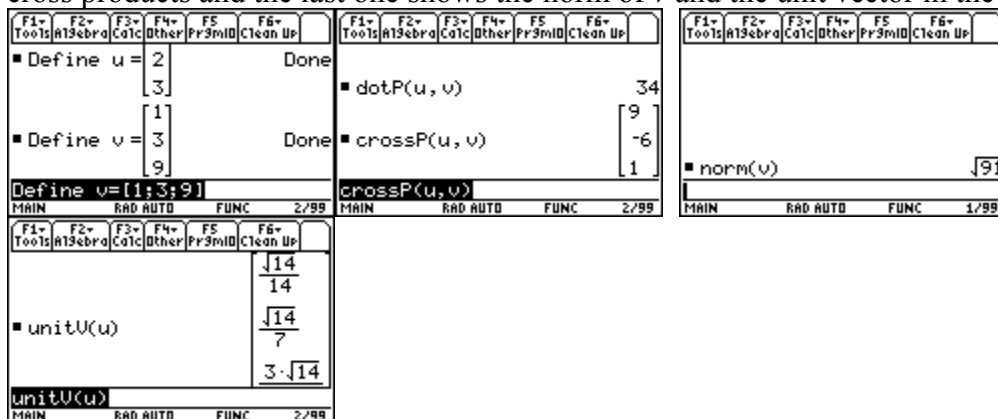 cross products and the last one shows the norm of v and the unit vector in the
F1▾ F2▾ F3▾ F4▾ F5 F6▾
Tools Algebra Calc Other PrgmIO Clean Up
▪ Define u = 2 Done
3]
[1]
▪ Define v = 3 Done
9]
Define v=[1;3;9]
MAIN RAD AUTO FUNC 2/99
F1▾ F2▾ F3▾ F4▾ F5 F6▾
Tools Algebra Calc Other PrgmIO Clean Up
▪ dotP(u, v) 34
[9]
▪ crossP(u, v) -6
[1]
crossP(u,v)
MAIN RAD AUTO FUNC 2/99
F1▾ F2▾ F3▾ F4▾ F5 F6▾
Tools Algebra Calc Other PrgmIO Clean Up
▪ norm(v) √91
MAIN RAD AUTO FUNC 1/99
F1▾ F2▾ F3▾ F4▾ F5 F6▾
Tools Algebra Calc Other PrgmIO Clean Up
√14
14
▪ unitV(u) √14
7
3·√14
unitV(u)
MAIN RAD AUTO FUNC 2/99